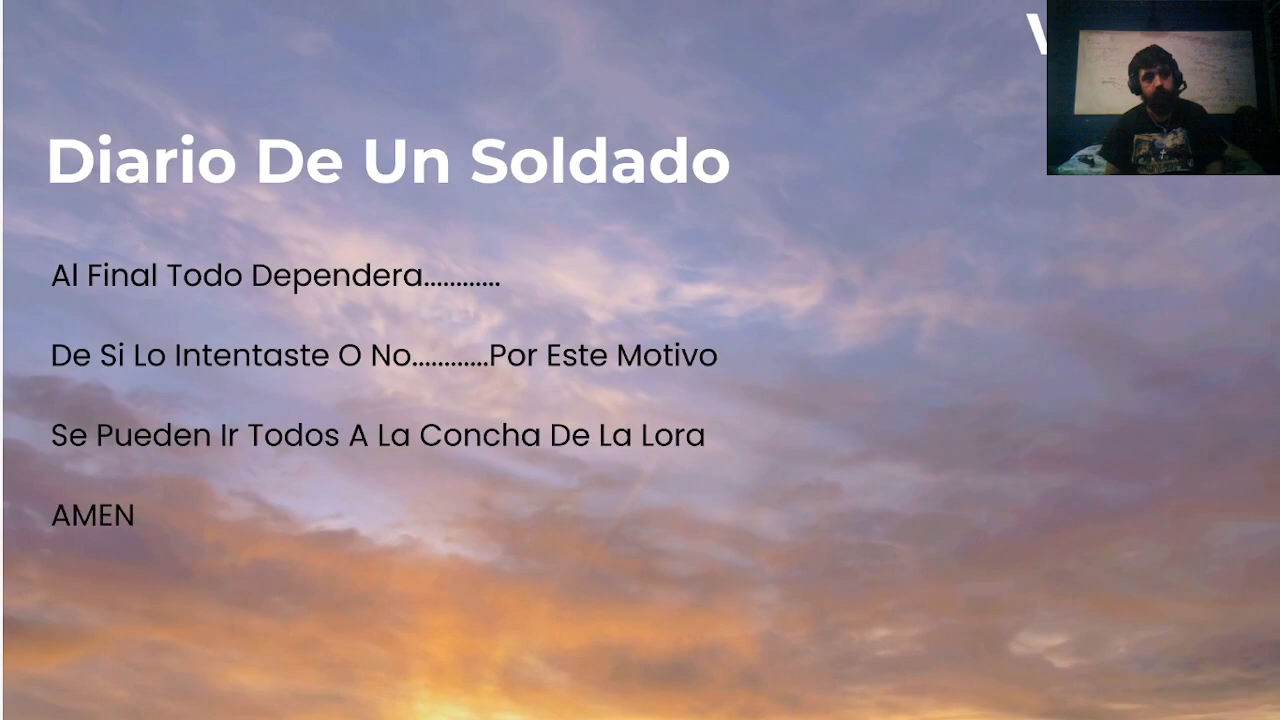 Diario De Un Soldado
Al Final Todo Dependera............
De Si Lo Intentaste O No............Por Este Motivo
Se Pueden Ir Todos A La Concha De La Lora
AMEN